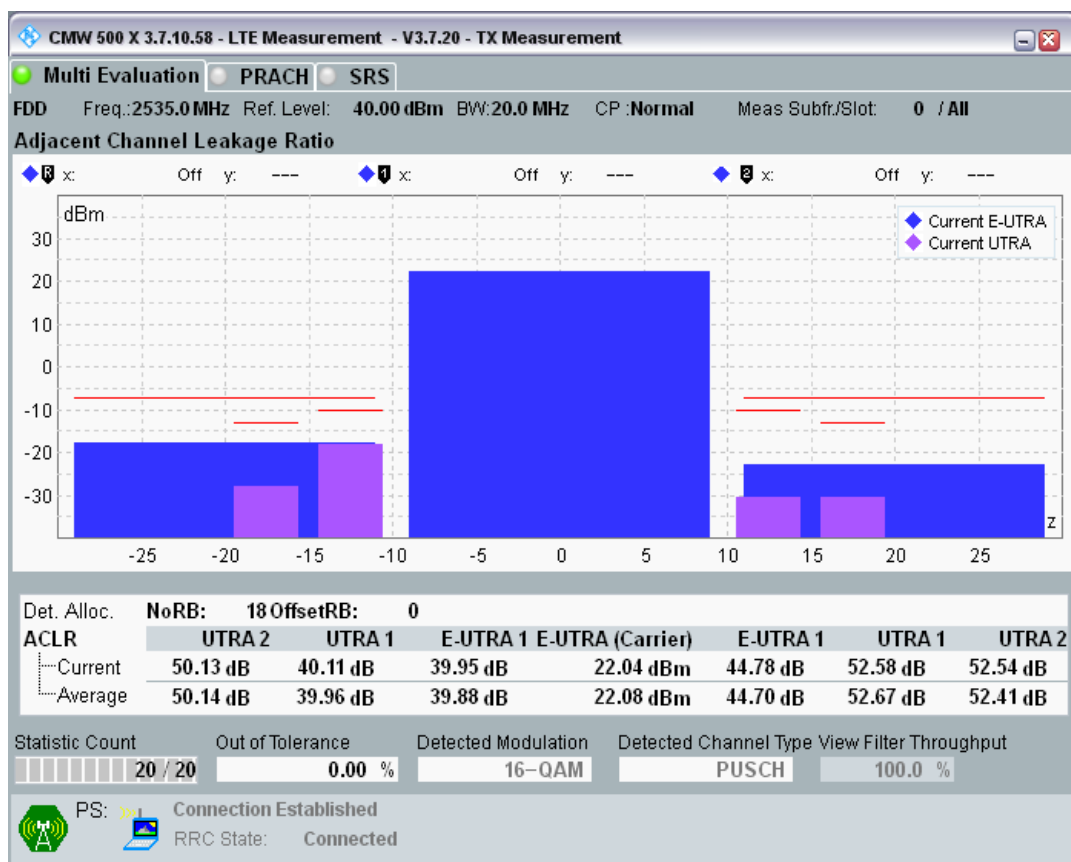 CMW 500 X 3.7.10.58 - LTE Measurement - V3.7.20 - TX Measurement
Multi Evaluation PRACH SRS
FDD Freq.:2535.0 MHz Ref. Level: 40.00 dBm BW:20.0 MHz CP :Normal Meas Subfr./Slot: 0 / All
Adjacent Channel Leakage Ratio
R x: Off y: --- 1 x: Off y: --- 2 x: Off y: ---
dBm
Current E-UTRA
Current UTRA
30
20
10
0
-10
-20
-30
z
-25 -20 -15 -10 -5 0 5 10 15 20 25
Det. Alloc. NoRB: 18 OffsetRB: 0
ACLR UTRA 2 UTRA 1 E-UTRA 1 E-UTRA (Carrier) E-UTRA 1 UTRA 1 UTRA 2
Current 50.13 dB 40.11 dB 39.95 dB 22.04 dBm 44.78 dB 52.58 dB 52.54 dB
Average 50.14 dB 39.96 dB 39.88 dB 22.08 dBm 44.70 dB 52.67 dB 52.41 dB
Statistic Count Out of Tolerance Detected Modulation Detected Channel Type View Filter Throughput
20 / 20 0.00 % 16-QAM PUSCH 100.0 %
PS: Connection Established
RRC State: Connected